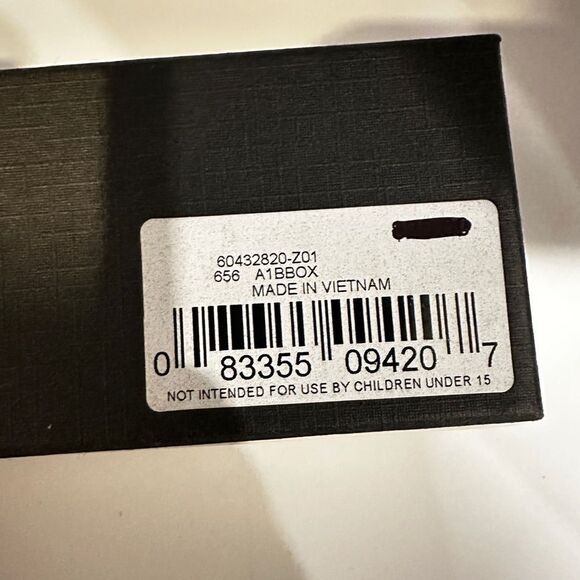 60432820-Z01
656 A1BBOX
MADE IN VIETNAM
0 83355 09420 7
NOT INTENDED FOR USE BY CHILDREN UNDER 15